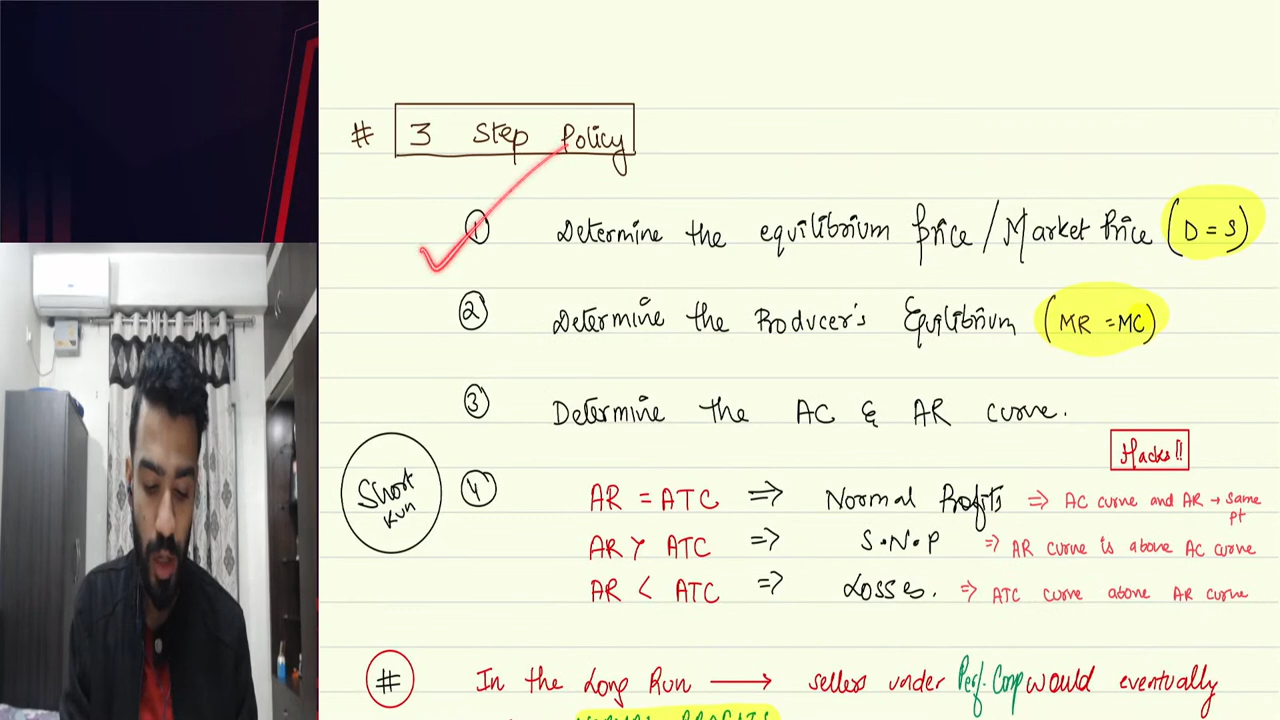 # 3 Step Policy
① Determine the equilibrium Price / Market Price (D = S)
② Determine the Producer's Equilibrium (MR = MC)
③ Determine the AC & AR curve.
Hacks!!
Short Run
④ AR = ATC ⇒ Normal Profits ⇒ AC curve and AR → same pt
AR > ATC ⇒ S.N.P ⇒ AR curve is above AC curve
AR < ATC ⇒ Losses. ⇒ ATC curve above AR curve
# In the Long Run → sellers under Perf. Comp would eventually
NORMAL PROFITS